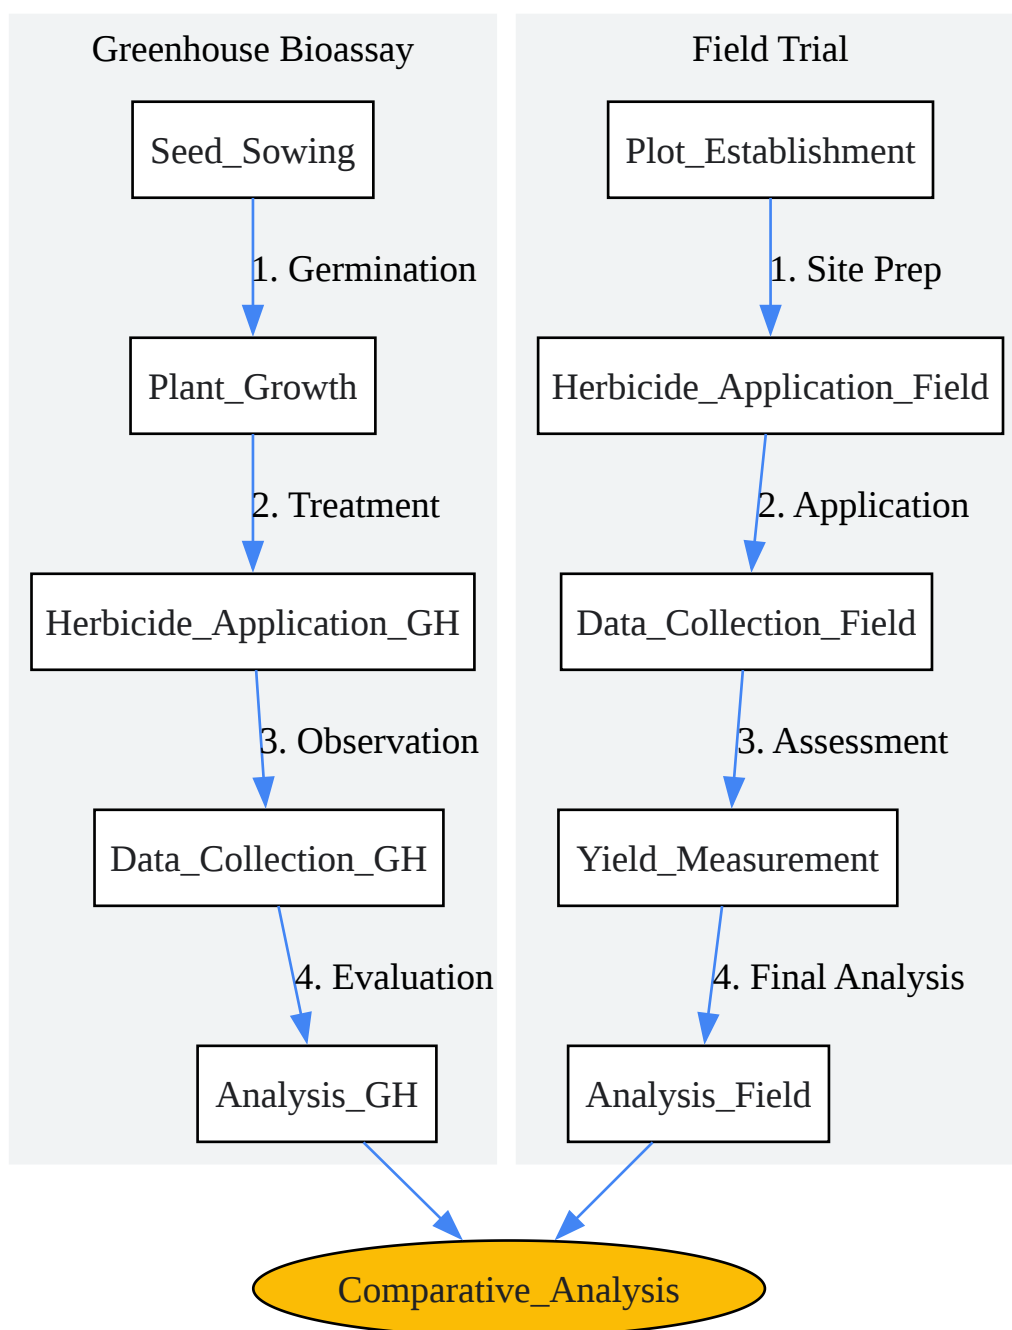 Greenhouse Bioassay
Seed_Sowing
1. Germination
Plant_Growth
2. Treatment
Herbicide_Application_GH
3. Observation
Data_Collection_GH
4. Evaluation
Analysis_GH
Field Trial
Plot_Establishment
1. Site Prep
Herbicide_Application_Field
2. Application
Data_Collection_Field
3. Assessment
Yield_Measurement
4. Final Analysis
Analysis_Field
Comparative_Analysis